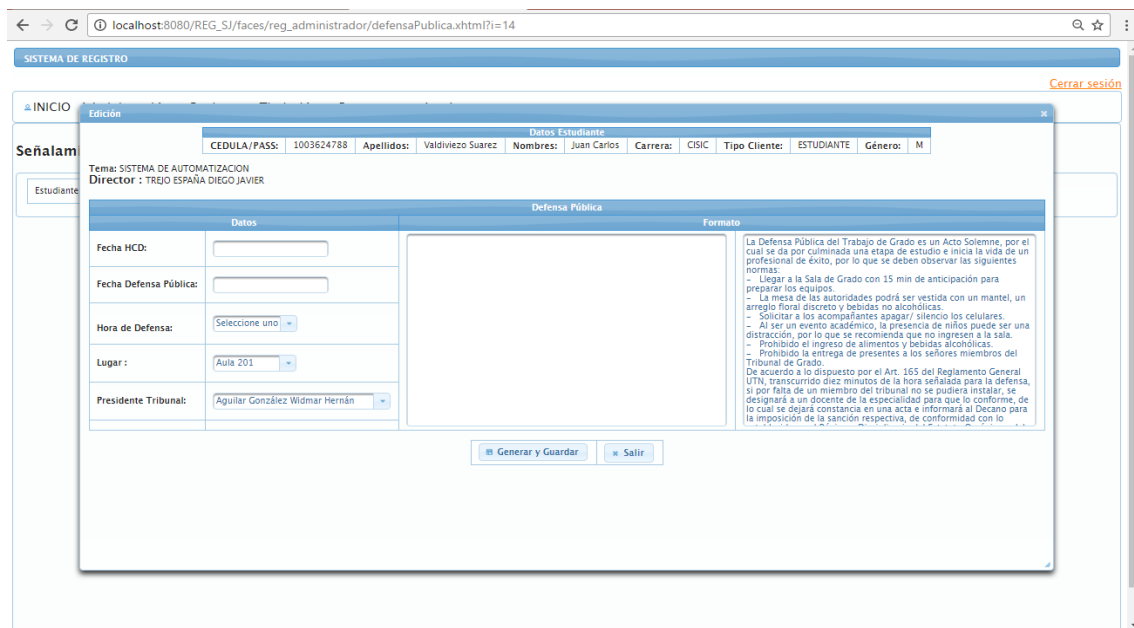 localhost:8080/REG_SJ/faces/reg_administrador/defensaPublica.xhtml?i=14
SISTEMA DE REGISTRO
Cerrar sesión
INICIO
Edición
Señalami
Estudiante
Datos Estudiante
CEDULA/PASS: 1003624788 Apellidos: Valdiviezo Suarez Nombres: Juan Carlos Carrera: CISIC Tipo Cliente: ESTUDIANTE Género: M
Tema: SISTEMA DE AUTOMATIZACION
Director : TREJO ESPAÑA DIEGO JAVIER
Defensa Pública
Datos Formato
Fecha HCD:
Fecha Defensa Pública:
Hora de Defensa: Seleccione uno
Lugar : Aula 201
Presidente Tribunal: Aguilar González Widmar Hernán
La Defensa Pública del Trabajo de Grado es un Acto Solemne, por el
cual se da por culminada una etapa de estudio e inicia la vida de un
profesional de éxito, por lo que se deben observar las siguientes
normas:
– Llegar a la Sala de Grado con 15 min de anticipación para
preparar los equipos.
– La mesa de las autoridades podrá ser vestida con un mantel, un
arreglo floral discreto y bebidas no alcohólicas.
– Solicitar a los acompañantes apagar/ silencio los celulares.
– Al ser un evento académico, la presencia de niños puede ser una
distracción, por lo que se recomienda que no ingresen a la sala.
– Prohibido el ingreso de alimentos y bebidas alcohólicas.
– Prohibido la entrega de presentes a los señores miembros del
Tribunal de Grado.
De acuerdo a lo dispuesto por el Art. 165 del Reglamento General
UTN, transcurrido diez minutos de la hora señalada para la defensa,
si por falta de un miembro del tribunal no se pudiera instalar, se
designará a un docente de la especialidad para que lo conforme, de
lo cual se dejará constancia en una acta e informará al Decano para
la imposición de la sanción respectiva, de conformidad con lo
Generar y Guardar
Salir